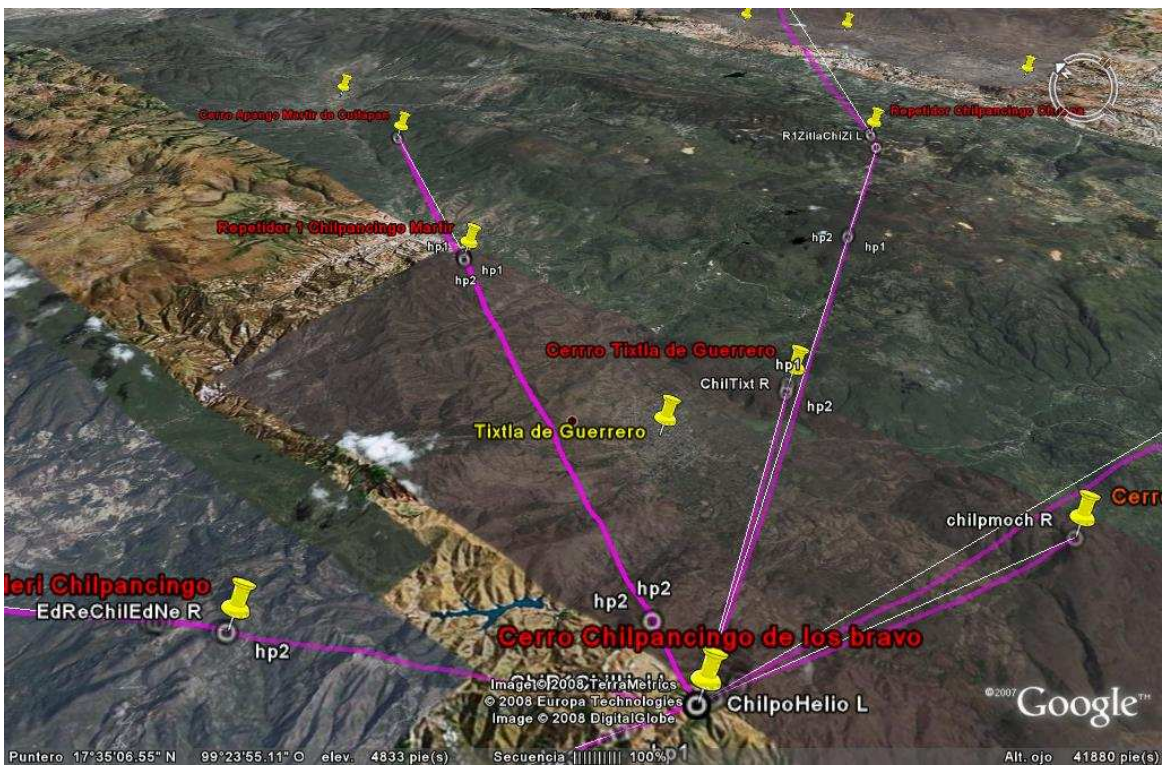 Cerro Apango Martir de Cuilapan
Repetidor Chilpancingo
R1ZitlaChiZi L
Repetidor 1 Chilpancingo Martir
hp1
hp1
hp2
hp2
hp1
Cerrro Tixtla de Guerrero
hp1
ChilTixt R
hp2
Tixtla de Guerrero
Cerr
chilpmoch R
leri Chilpancingo
EdReChilEdNe R
hp2
hp2
hp2
Cerro Chilpancingo de los bravo
Image © 2008 TerraMetrics
© 2008 Europa Technologies
Image © 2008 DigitalGlobe
ChilpoHelio L
©2007 Google™
hp1
Puntero 17°35'06.55" N 99°23'55.11" O elev. 4833 pie(s) Secuencia 100% Alt. ojo 41880 pie(s)